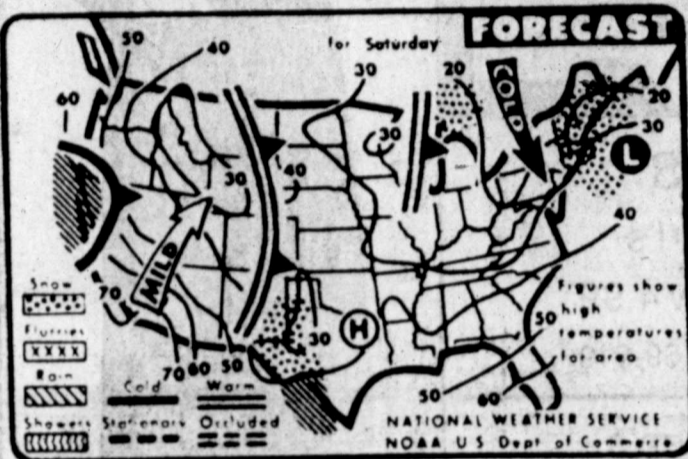 FORECAST
for Saturday
50
40
30
20
COLD
20
60
30
30
L
30
40
40
MILD
70
Snow
Flurries
Rain
Showers
30
H
Figures show
high
temperatures
for area
50
70 60 50
50
60
Cold
Warm
Stationary
Occluded
NATIONAL WEATHER SERVICE
NOAA U S Dept of Commerce